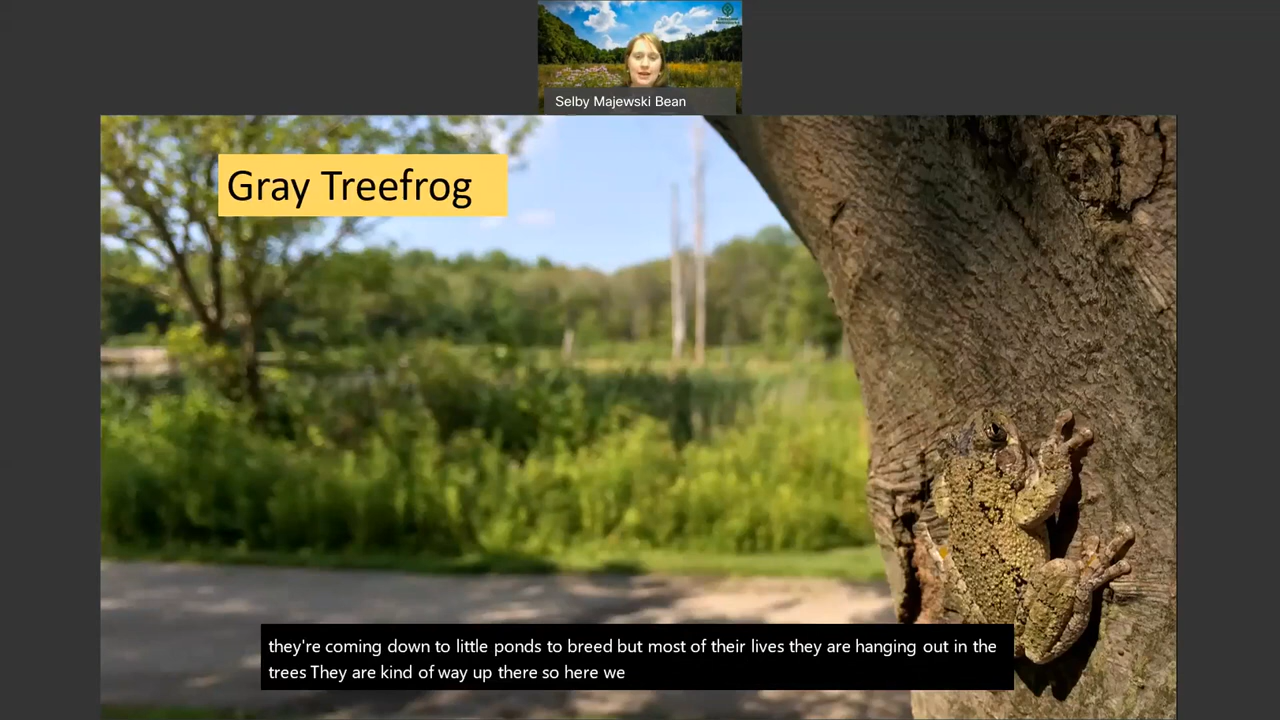 Selby Majewski Bean
Gray Treefrog
they're coming down to little ponds to breed but most of their lives they are hanging out in the
trees They are kind of way up there so here we